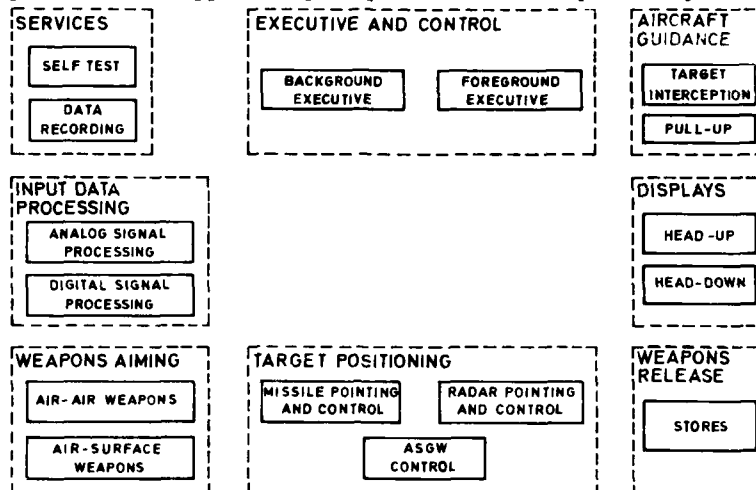 SERVICES
SELF TEST
DATA
RECORDING
EXECUTIVE AND CONTROL
BACKGROUND
EXECUTIVE
FOREGROUND
EXECUTIVE
AIRCRAFT
GUIDANCE
TARGET
INTERCEPTION
PULL-UP
INPUT DATA
PROCESSING
ANALOG SIGNAL
PROCESSING
DIGITAL SIGNAL
PROCESSING
DISPLAYS
HEAD-UP
HEAD-DOWN
WEAPONS AIMING
AIR-AIR WEAPONS
AIR-SURFACE
WEAPONS
TARGET POSITIONING
MISSILE POINTING
AND CONTROL
RADAR POINTING
AND CONTROL
ASGW
CONTROL
WEAPONS
RELEASE
STORES